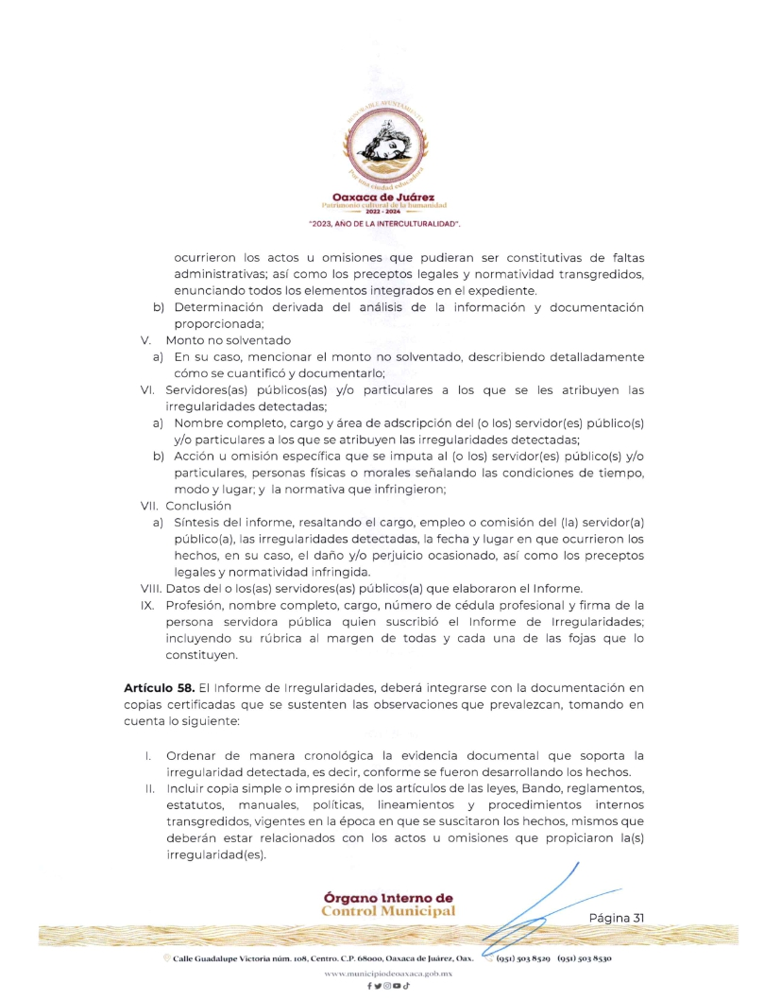 HONORABLE AYUNTAMIENTO
Por una ciudad educadora
Oaxaca de Juárez
Patrimonio cultural de la humanidad
2022 - 2024
"2023, AÑO DE LA INTERCULTURALIDAD".
ocurrieron los actos u omisiones que pudieran ser constitutivas de faltas
administrativas; así como los preceptos legales y normatividad transgredidos,
enunciando todos los elementos integrados en el expediente.
b) Determinación derivada del análisis de la información y documentación
proporcionada;
V. Monto no solventado
a) En su caso, mencionar el monto no solventado, describiendo detalladamente
cómo se cuantificó y documentarlo;
VI. Servidores(as) públicos(as) y/o particulares a los que se les atribuyen las
irregularidades detectadas;
a) Nombre completo, cargo y área de adscripción del (o los) servidor(es) público(s)
y/o particulares a los que se atribuyen las irregularidades detectadas;
b) Acción u omisión específica que se imputa al (o los) servidor(es) público(s) y/o
particulares, personas físicas o morales señalando las condiciones de tiempo,
modo y lugar; y la normativa que infringieron;
VII. Conclusión
a) Síntesis del informe, resaltando el cargo, empleo o comisión del (la) servidor(a)
público(a), las irregularidades detectadas, la fecha y lugar en que ocurrieron los
hechos, en su caso, el daño y/o perjuicio ocasionado, así como los preceptos
legales y normatividad infringida.
VIII. Datos del o los(as) servidores(as) públicos(a) que elaboraron el Informe.
IX. Profesión, nombre completo, cargo, número de cédula profesional y firma de la
persona servidora pública quien suscribió el Informe de Irregularidades;
incluyendo su rúbrica al margen de todas y cada una de las fojas que lo
constituyen.
Artículo 58. El Informe de Irregularidades, deberá integrarse con la documentación en
copias certificadas que se sustenten las observaciones que prevalezcan, tomando en
cuenta lo siguiente:
I. Ordenar de manera cronológica la evidencia documental que soporta la
irregularidad detectada, es decir, conforme se fueron desarrollando los hechos.
II. Incluir copia simple o impresión de los artículos de las leyes, Bando, reglamentos,
estatutos, manuales, políticas, lineamientos y procedimientos internos
transgredidos, vigentes en la época en que se suscitaron los hechos, mismos que
deberán estar relacionados con los actos u omisiones que propiciaron la(s)
irregularidad(es).
Órgano Interno de
Control Municipal
Página 31
Calle Guadalupe Victoria núm. 108, Centro. C.P. 68000, Oaxaca de Juárez, Oax. (951) 503 8529 (951) 503 8530
www.municipiodeoaxaca.gob.mx